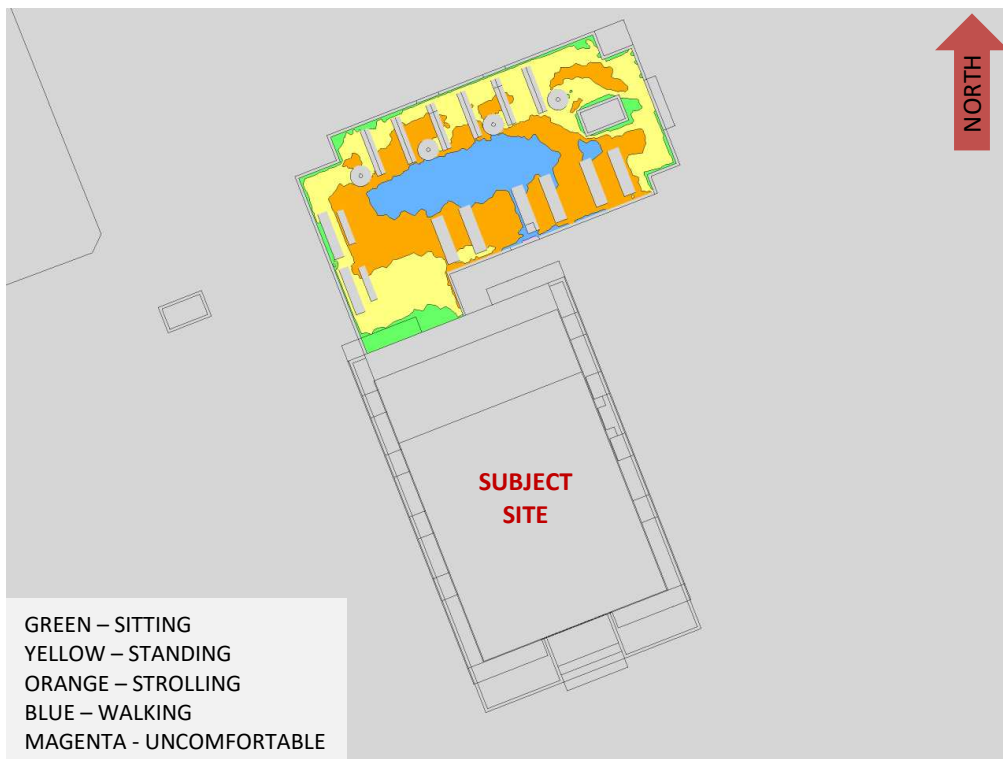 NORTH
SUBJECT
SITE
GREEN – SITTING
YELLOW – STANDING
ORANGE – STROLLING
BLUE – WALKING
MAGENTA - UNCOMFORTABLE